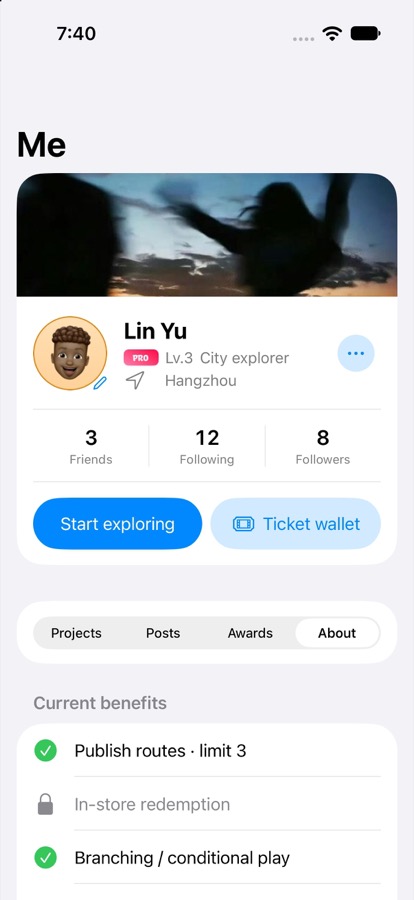 7:40
Me
Lin Yu
PRO Lv.3 City explorer
Hangzhou
3 12 8
Friends Following Followers
Start exploring Ticket wallet
Projects Posts Awards About
Current benefits
Publish routes · limit 3
In-store redemption
Branching / conditional play